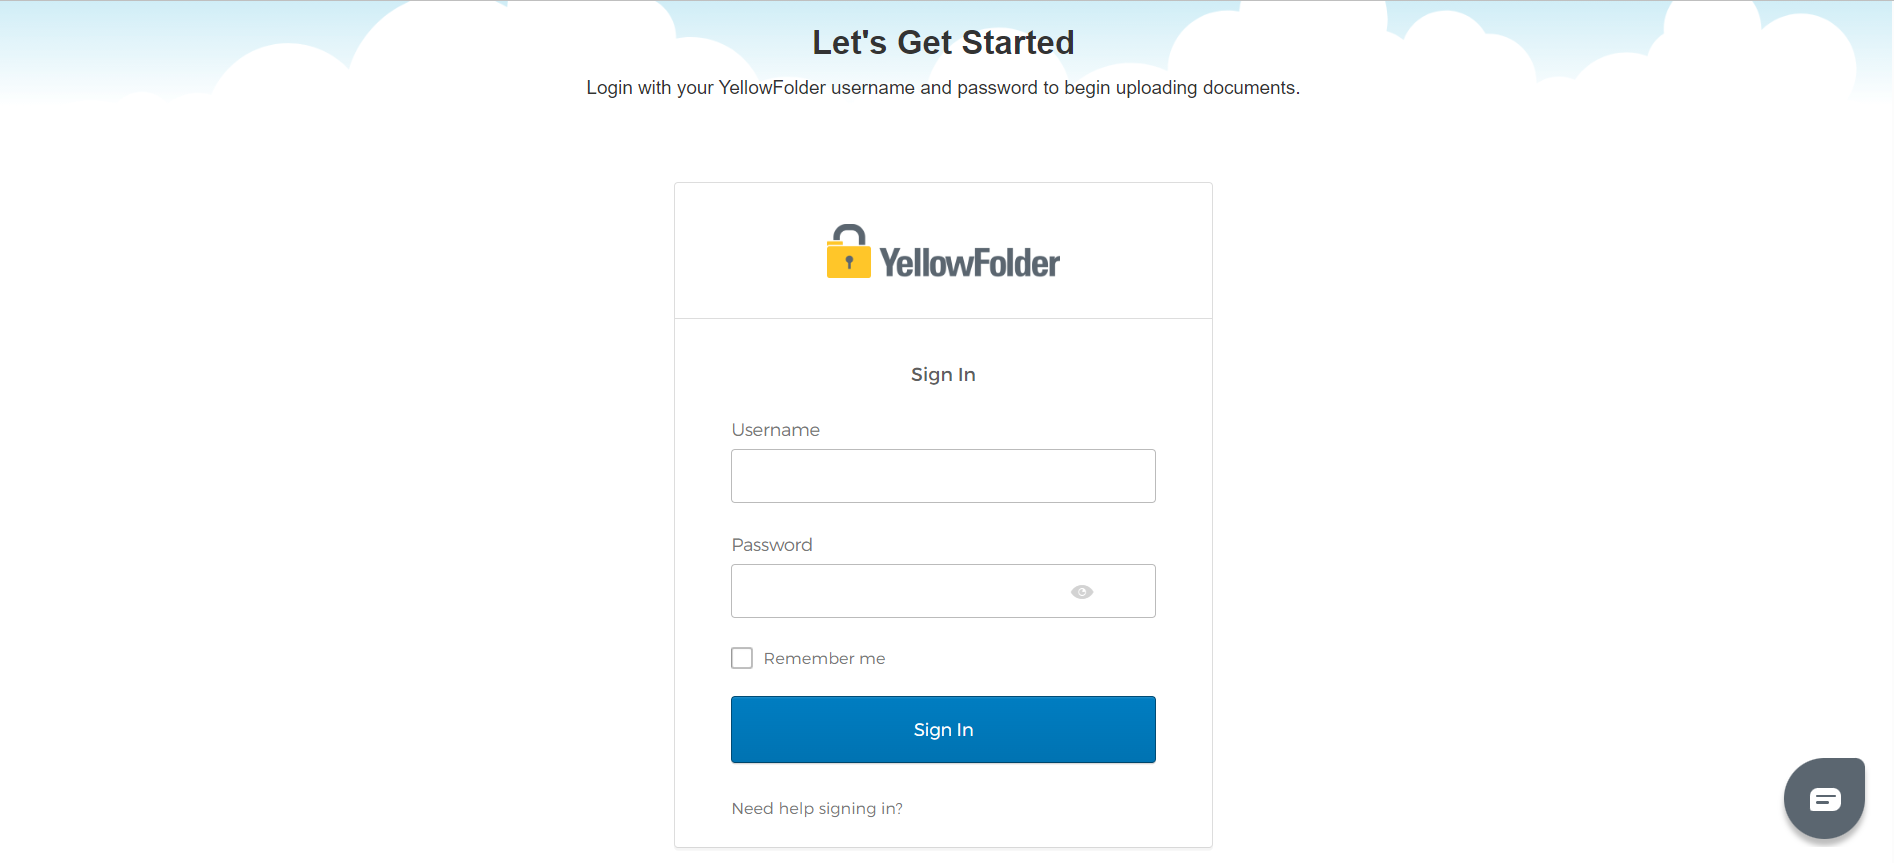 Let's Get Started
Login with your YellowFolder username and password to begin uploading documents.
YellowFolder
Sign In
Username
Password
Remember me
Sign In
Need help signing in?